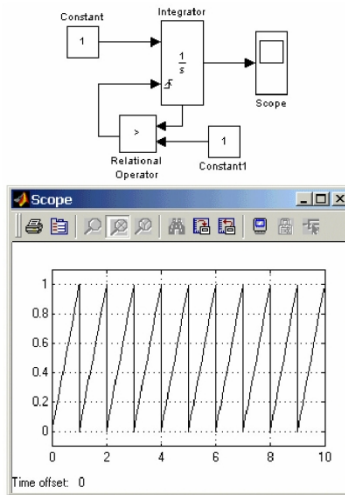 Integrator
Constant
1
1
s
Scope
>
1
Relational
Operator
Constant1
Scope
1
0.8
0.6
0.4
0.2
0
0 2 4 6 8 10
Time offset: 0